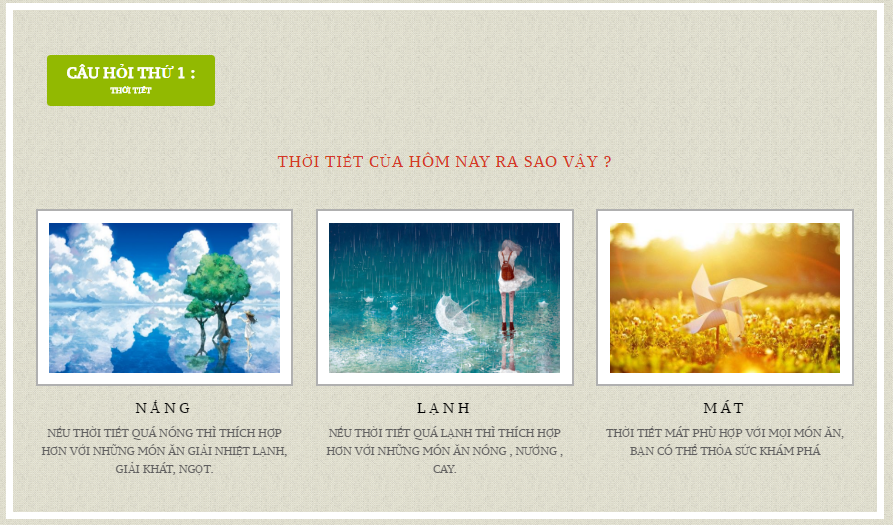 CÂU HỎI THỨ 1 :
THỜI TIẾT
THỜI TIẾT CỦA HÔM NAY RA SAO VẬY ?
NẮNG
NẾU THỜI TIẾT QUÁ NÓNG THÌ THÍCH HỢP
HƠN VỚI NHỮNG MÓN ĂN GIẢI NHIỆT LẠNH,
GIẢI KHÁT, NGỌT.
LẠNH
NẾU THỜI TIẾT QUÁ LẠNH THÌ THÍCH HỢP
HƠN VỚI NHỮNG MÓN ĂN NÓNG , NƯỚNG ,
CAY.
MÁT
THỜI TIẾT MÁT PHÙ HỢP VỚI MỌI MÓN ĂN,
BẠN CÓ THỂ THỎA SỨC KHÁM PHÁ